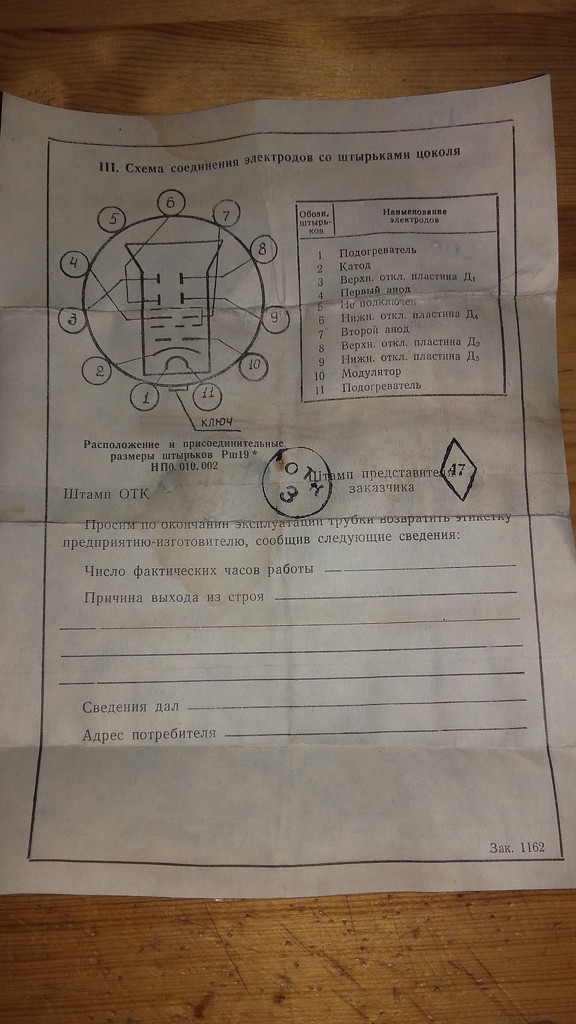 III. Схема соединения электродов со штырьками цоколя
6
5
7
4
8
3
9
2
10
1
11
КЛЮЧ
Расположение и присоединительные
размеры штырьков Рш19*
НП0.010.002
Обозн. штырь-ков
Наименование электродов
1 Подогреватель
2 Катод
3 Верхн. откл. пластина Д₁
4 Первый анод
5 Не подключен
6 Нижн. откл. пластина Д₄
7 Второй анод
8 Верхн. откл. пластина Д₂
9 Нижн. откл. пластина Д₃
10 Модулятор
11 Подогреватель
Штамп ОТК
ОТК
3
Штамп представителя
заказчика
47
Просим по окончании эксплуатации трубки возвратить этикетку
предприятию-изготовителю, сообщив следующие сведения:
Число фактических часов работы
Причина выхода из строя
Сведения дал
Адрес потребителя
Зак. 1162